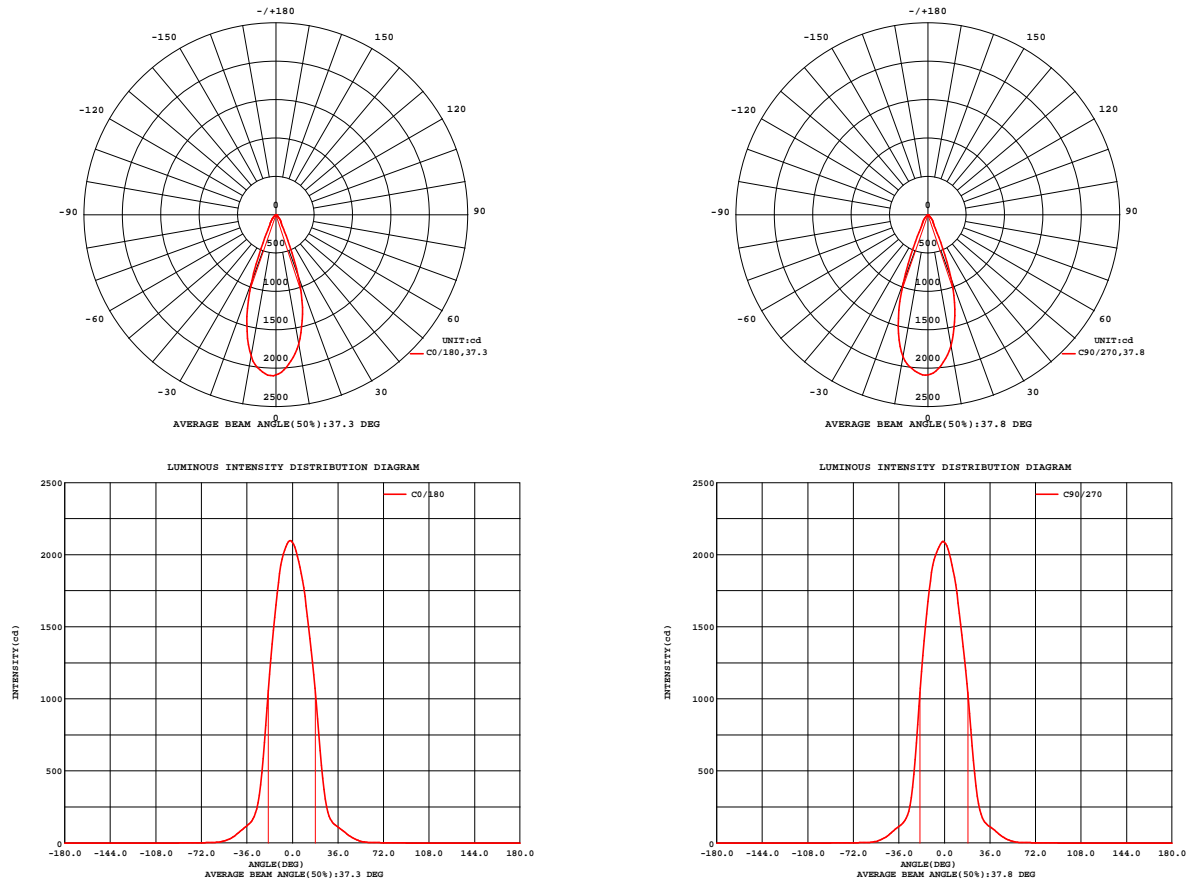 -/+180
-150 150
-120 120
-90 90
-60 60
-30 30
0
500
1000
1500
2000
2500
0
UNIT:cd
C0/180,37.3
AVERAGE BEAM ANGLE(50%):37.3 DEG
-/+180
-150 150
-120 120
-90 90
-60 60
-30 30
0
500
1000
1500
2000
2500
0
UNIT:cd
C90/270,37.8
AVERAGE BEAM ANGLE(50%):37.8 DEG
LUMINOUS INTENSITY DISTRIBUTION DIAGRAM
C0/180
INTENSITY(cd)
2500
2000
1500
1000
500
0
-180.0 -144.0 -108.0 -72.0 -36.0 0.0 36.0 72.0 108.0 144.0 180.0
ANGLE(DEG)
AVERAGE BEAM ANGLE(50%):37.3 DEG
LUMINOUS INTENSITY DISTRIBUTION DIAGRAM
C90/270
INTENSITY(cd)
2500
2000
1500
1000
500
0
-180.0 -144.0 -108.0 -72.0 -36.0 0.0 36.0 72.0 108.0 144.0 180.0
ANGLE(DEG)
AVERAGE BEAM ANGLE(50%):37.8 DEG